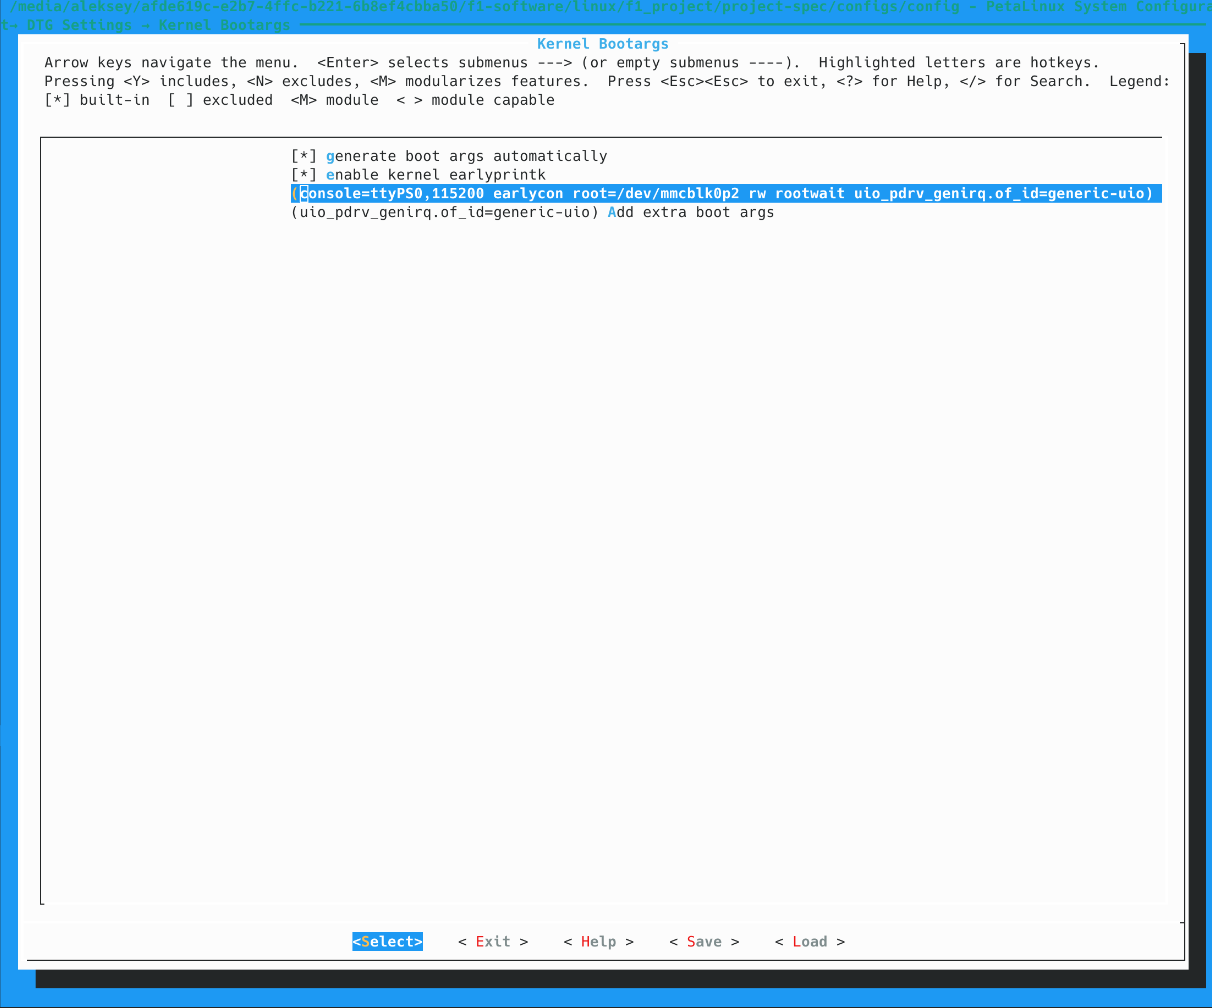 /media/aleksey/afde619c-e2b7-4ffc-b221-6b8ef4cbba50/f1-software/linux/f1_project/project-spec/configs/config - PetaLinux System Configura
t→ DTG Settings → Kernel Bootargs
Kernel Bootargs
Arrow keys navigate the menu.  <Enter> selects submenus ---> (or empty submenus ----).  Highlighted letters are hotkeys.
Pressing <Y> includes, <N> excludes, <M> modularizes features.  Press <Esc><Esc> to exit, <?> for Help, </> for Search.  Legend:
[*] built-in  [ ] excluded  <M> module  < > module capable
[*] generate boot args automatically
[*] enable kernel earlyprintk
(console=ttyPS0,115200 earlycon root=/dev/mmcblk0p2 rw rootwait uio_pdrv_genirq.of_id=generic-uio)
(uio_pdrv_genirq.of_id=generic-uio) Add extra boot args
<Select>    < Exit >    < Help >    < Save >    < Load >